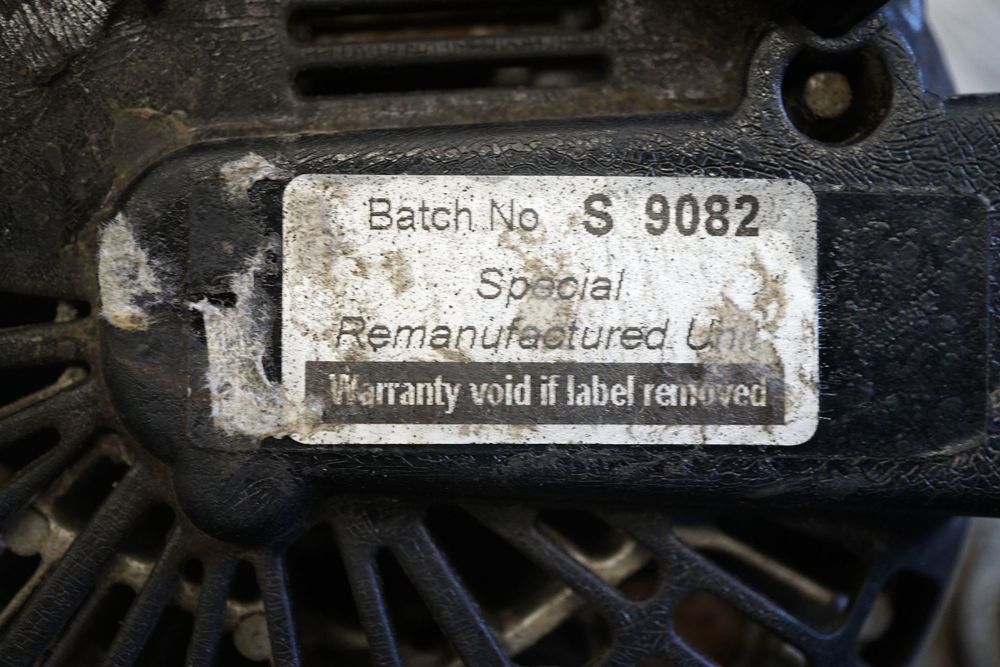 Batch No S 9082
Special
Remanufactured Unit
Warranty void if label removed